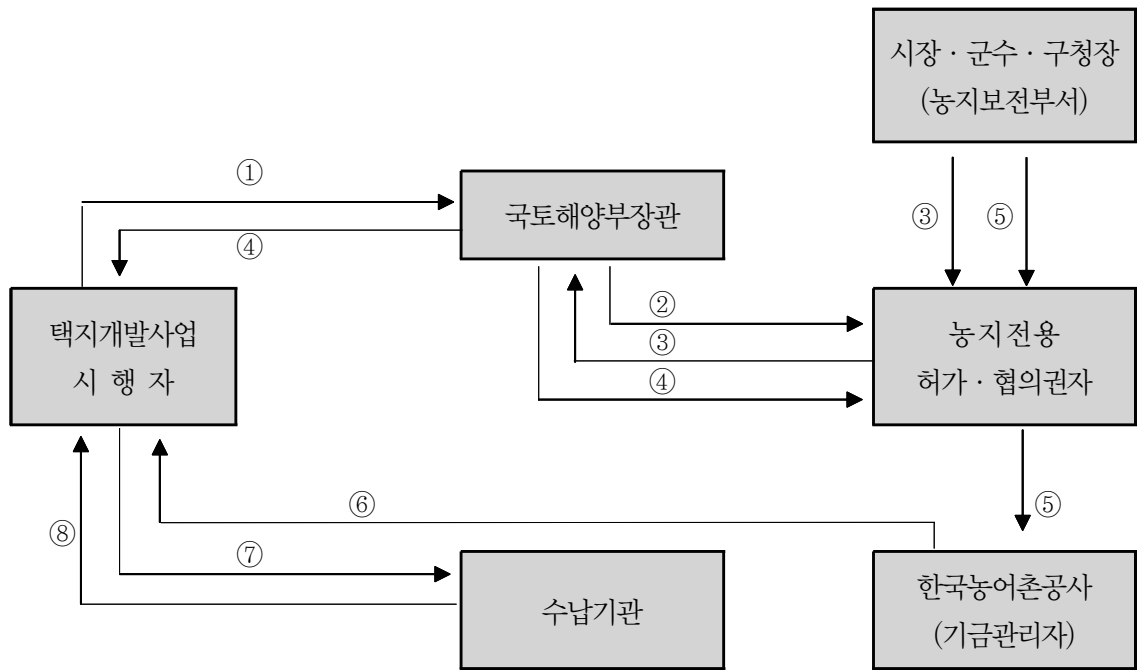 시장 · 군수 · 구청장
(농지보전부서)
①
국토해양부장관
③
⑤
④
택지개발사업
시 행 자
②
③
④
농지전용
허가 · 협의권자
⑥
⑤
⑧
⑦
수납기관
한국농어촌공사
(기금관리자)